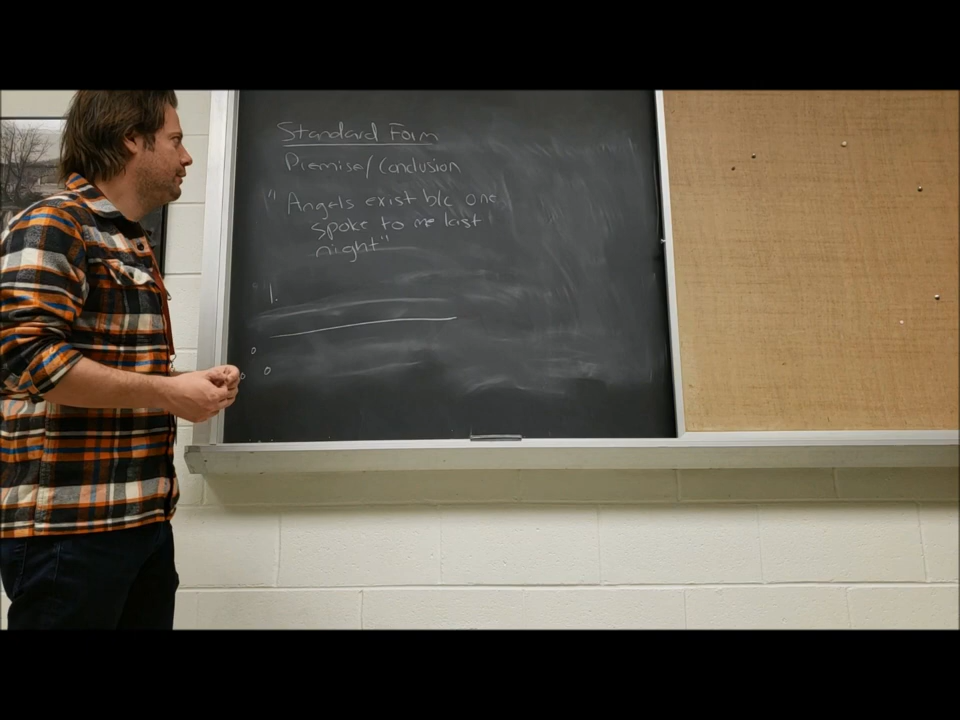 Standard Form
Premise/Conclusion
"Angels exist b/c one
spoke to me last
night"
1.